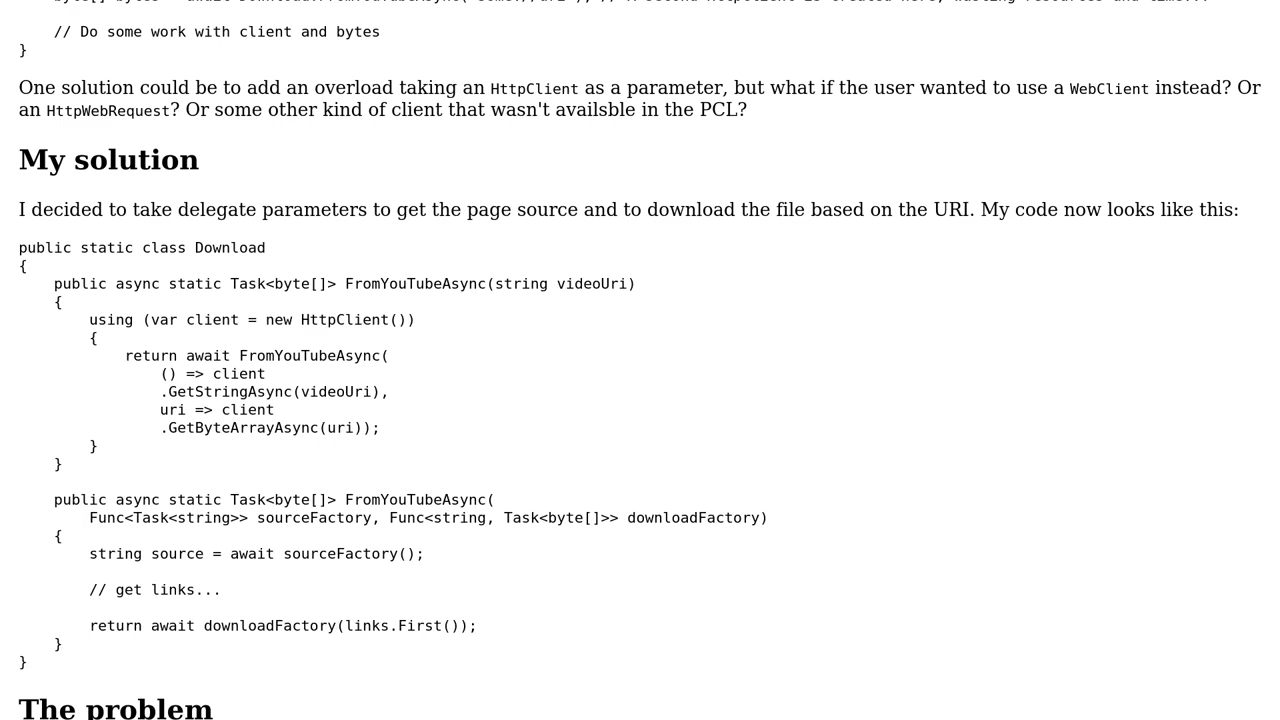 // Do some work with client and bytes
}
One solution could be to add an overload taking an HttpClient as a parameter, but what if the user wanted to use a WebClient instead? Or
an HttpWebRequest? Or some other kind of client that wasn't availsble in the PCL?
My solution
I decided to take delegate parameters to get the page source and to download the file based on the URI. My code now looks like this:
public static class Download
{
    public async static Task<byte[]> FromYouTubeAsync(string videoUri)
    {
        using (var client = new HttpClient())
        {
            return await FromYouTubeAsync(
                () => client
                .GetStringAsync(videoUri),
                uri => client
                .GetByteArrayAsync(uri));
        }
    }
    public async static Task<byte[]> FromYouTubeAsync(
        Func<Task<string>> sourceFactory, Func<string, Task<byte[]>> downloadFactory)
    {
        string source = await sourceFactory();
        // get links...
        return await downloadFactory(links.First());
    }
}
The problem